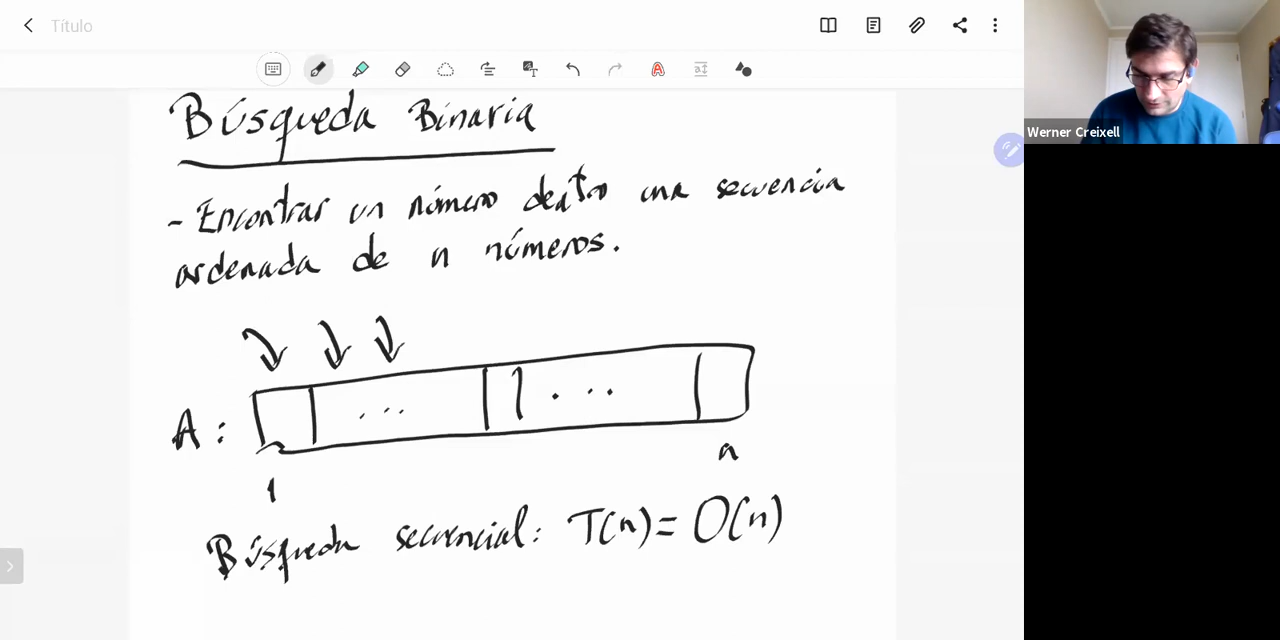 Título
Werner Creixell
Búsqueda Binaria
- Encontrar un número dentro una secuencia
ordenada de n números.
A: ... ...
1 n
Búsqueda secuencial: T(n) = O(n)